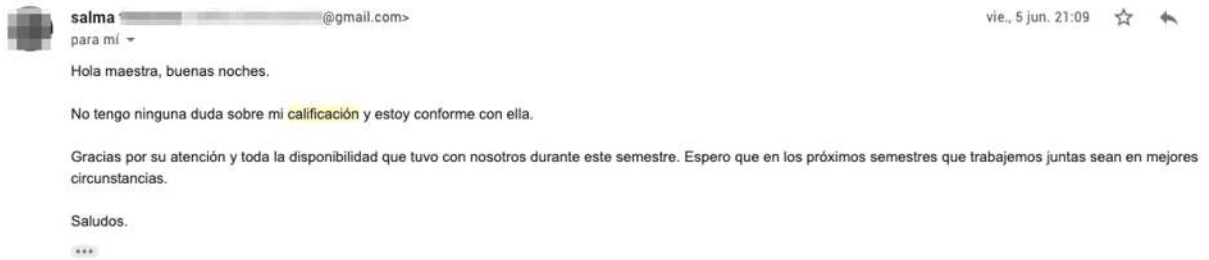 salma @gmail.com>
vie., 5 jun. 21:09
para mí
Hola maestra, buenas noches.
No tengo ninguna duda sobre mi calificación y estoy conforme con ella.
Gracias por su atención y toda la disponibilidad que tuvo con nosotros durante este semestre. Espero que en los próximos semestres que trabajemos juntas sean en mejores
circunstancias.
Saludos.